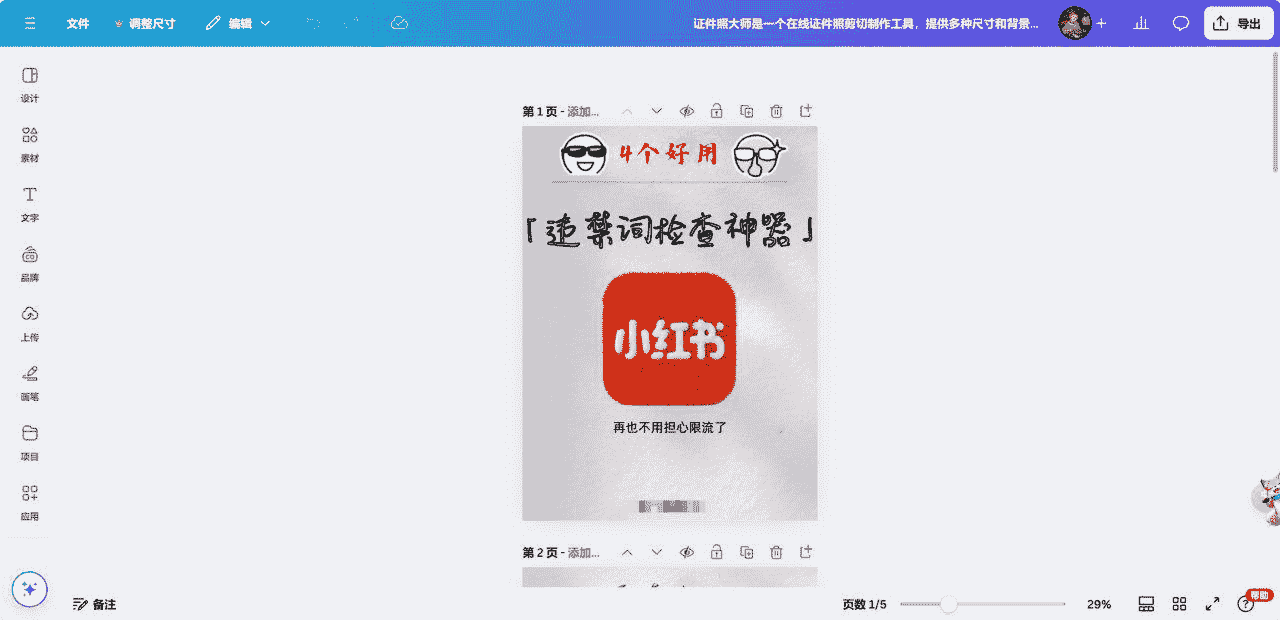 文件
调整尺寸
编辑
证件照大师是一个在线证件照剪切制作工具，提供多种尺寸和背景...
导出
设计
素材
文字
品牌
上传
画笔
项目
应用
第 1 页 - 添加...
4个好用
「违禁词检查神器」
小红书
再也不用担心限流了
第 2 页 - 添加...
备注
页数 1/5
29%
帮助